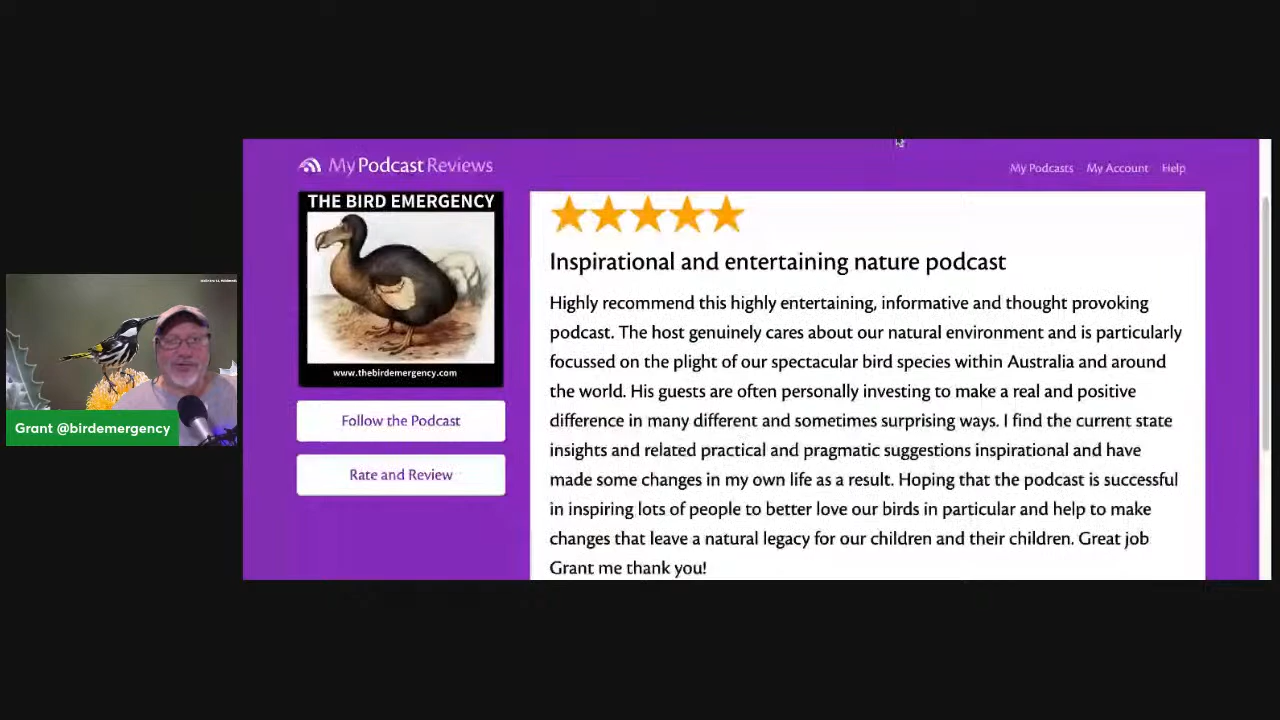 My Podcast Reviews
My Podcasts My Account Help
THE BIRD EMERGENCY
www.thebirdemergency.com
Follow the Podcast
Rate and Review
Inspirational and entertaining nature podcast
Highly recommend this highly entertaining, informative and thought provoking
podcast. The host genuinely cares about our natural environment and is particularly
focussed on the plight of our spectacular bird species within Australia and around
the world. His guests are often personally investing to make a real and positive
difference in many different and sometimes surprising ways. I find the current state
insights and related practical and pragmatic suggestions inspirational and have
made some changes in my own life as a result. Hoping that the podcast is successful
in inspiring lots of people to better love our birds in particular and help to make
changes that leave a natural legacy for our children and their children. Great job
Grant me thank you!
Grant @birdemergency